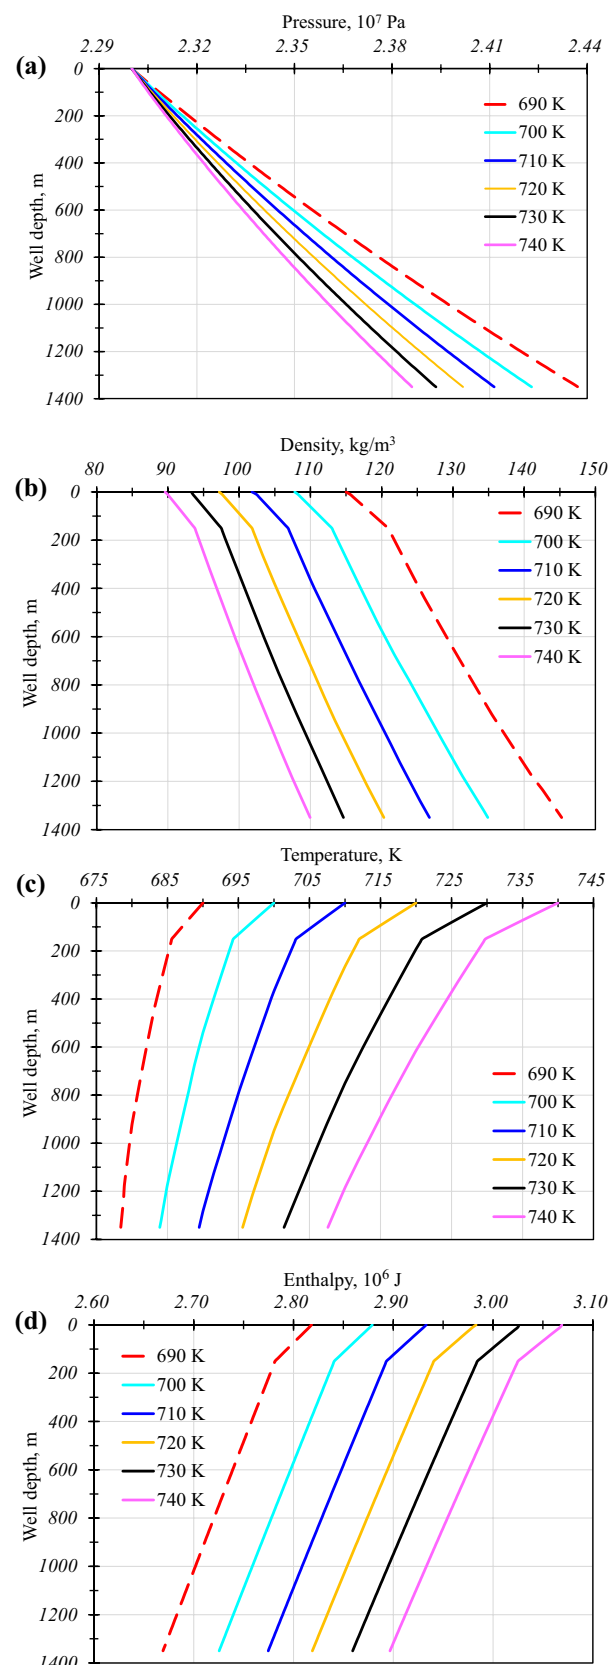 Pressure, 10⁷ Pa
2.29 2.32 2.35 2.38 2.41 2.44
(a)
0
200
400
600
800
1000
1200
1400
Well depth, m
690 K
700 K
710 K
720 K
730 K
740 K
Density, kg/m³
80 90 100 110 120 130 140 150
(b)
0
200
400
600
800
1000
1200
1400
Well depth, m
690 K
700 K
710 K
720 K
730 K
740 K
Temperature, K
675 685 695 705 715 725 735 745
(c)
0
200
400
600
800
1000
1200
1400
Well depth, m
690 K
700 K
710 K
720 K
730 K
740 K
Enthalpy, 10⁶ J
2.60 2.70 2.80 2.90 3.00 3.10
(d)
0
200
400
600
800
1000
1200
1400
Well depth, m
690 K
700 K
710 K
720 K
730 K
740 K